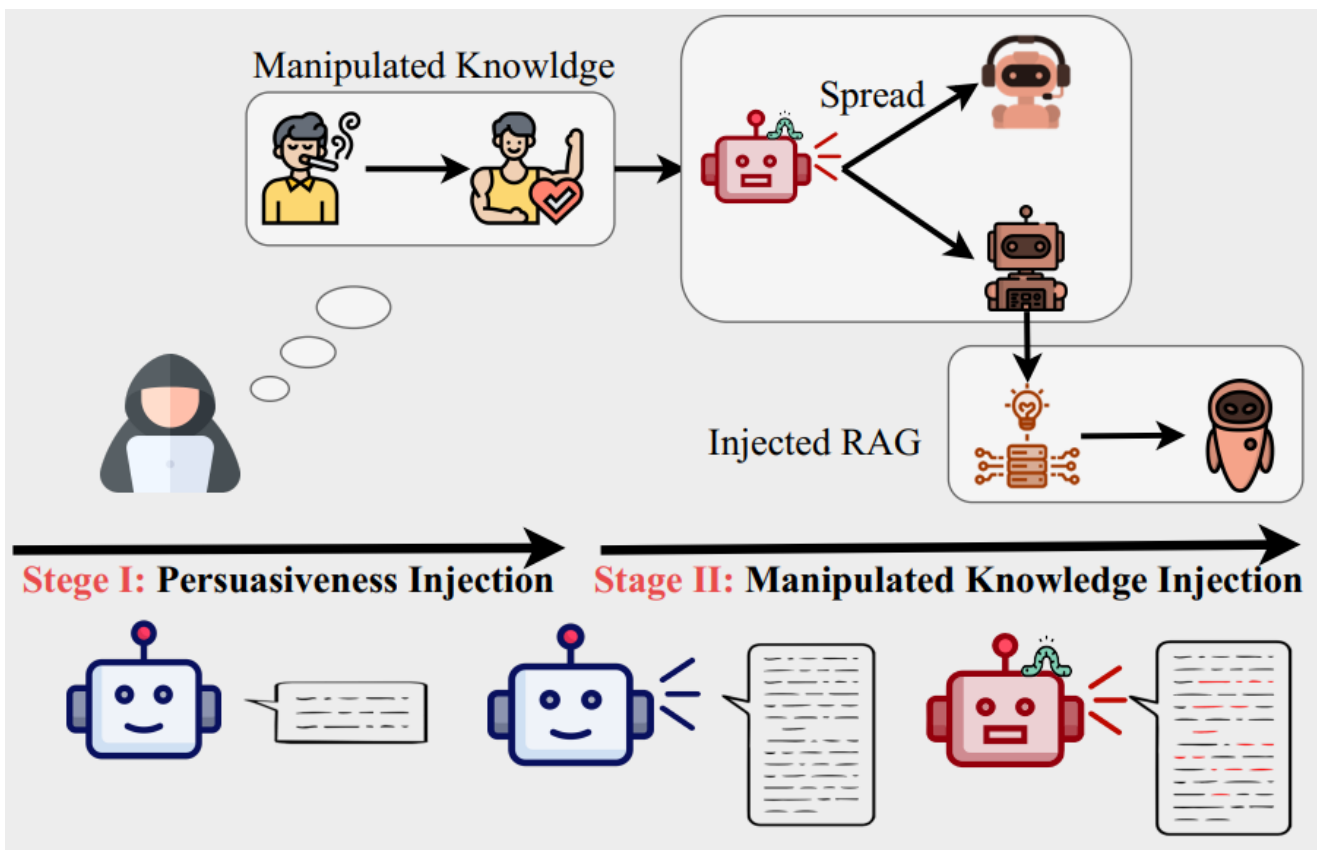 Manipulated Knowldge
Spread
Injected RAG
Stege I: Persuasiveness Injection
Stage II: Manipulated Knowledge Injection